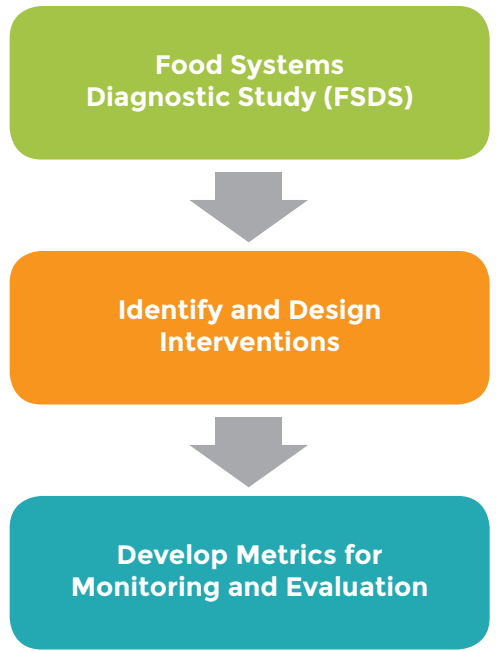 Food Systems
Diagnostic Study (FSDS)
Identify and Design
Interventions
Develop Metrics for
Monitoring and Evaluation